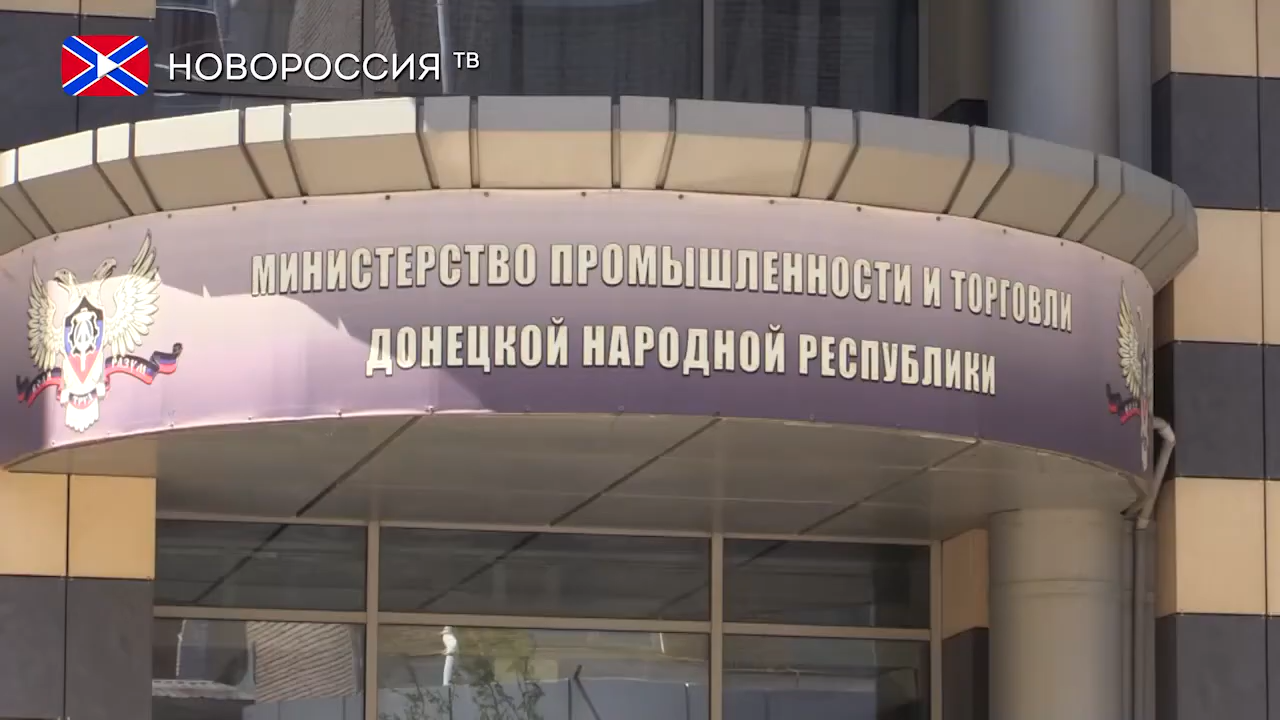 НОВОРОССИЯ ТВ
МИНИСТЕРСТВО ПРОМЫШЛЕННОСТИ И ТОРГОВЛИ
ДОНЕЦКОЙ НАРОДНОЙ РЕСПУБЛИКИ